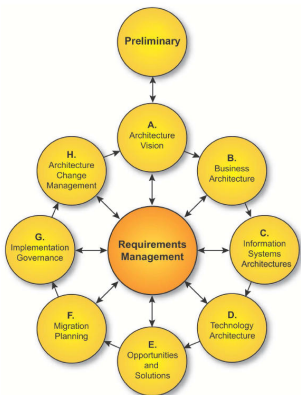 Preliminary
A.
Architecture
Vision
B.
Business
Architecture
C.
Information
Systems
Architectures
D.
Technology
Architecture
E.
Opportunities
and
Solutions
F.
Migration
Planning
G.
Implementation
Governance
H.
Architecture
Change
Management
Requirements
Management